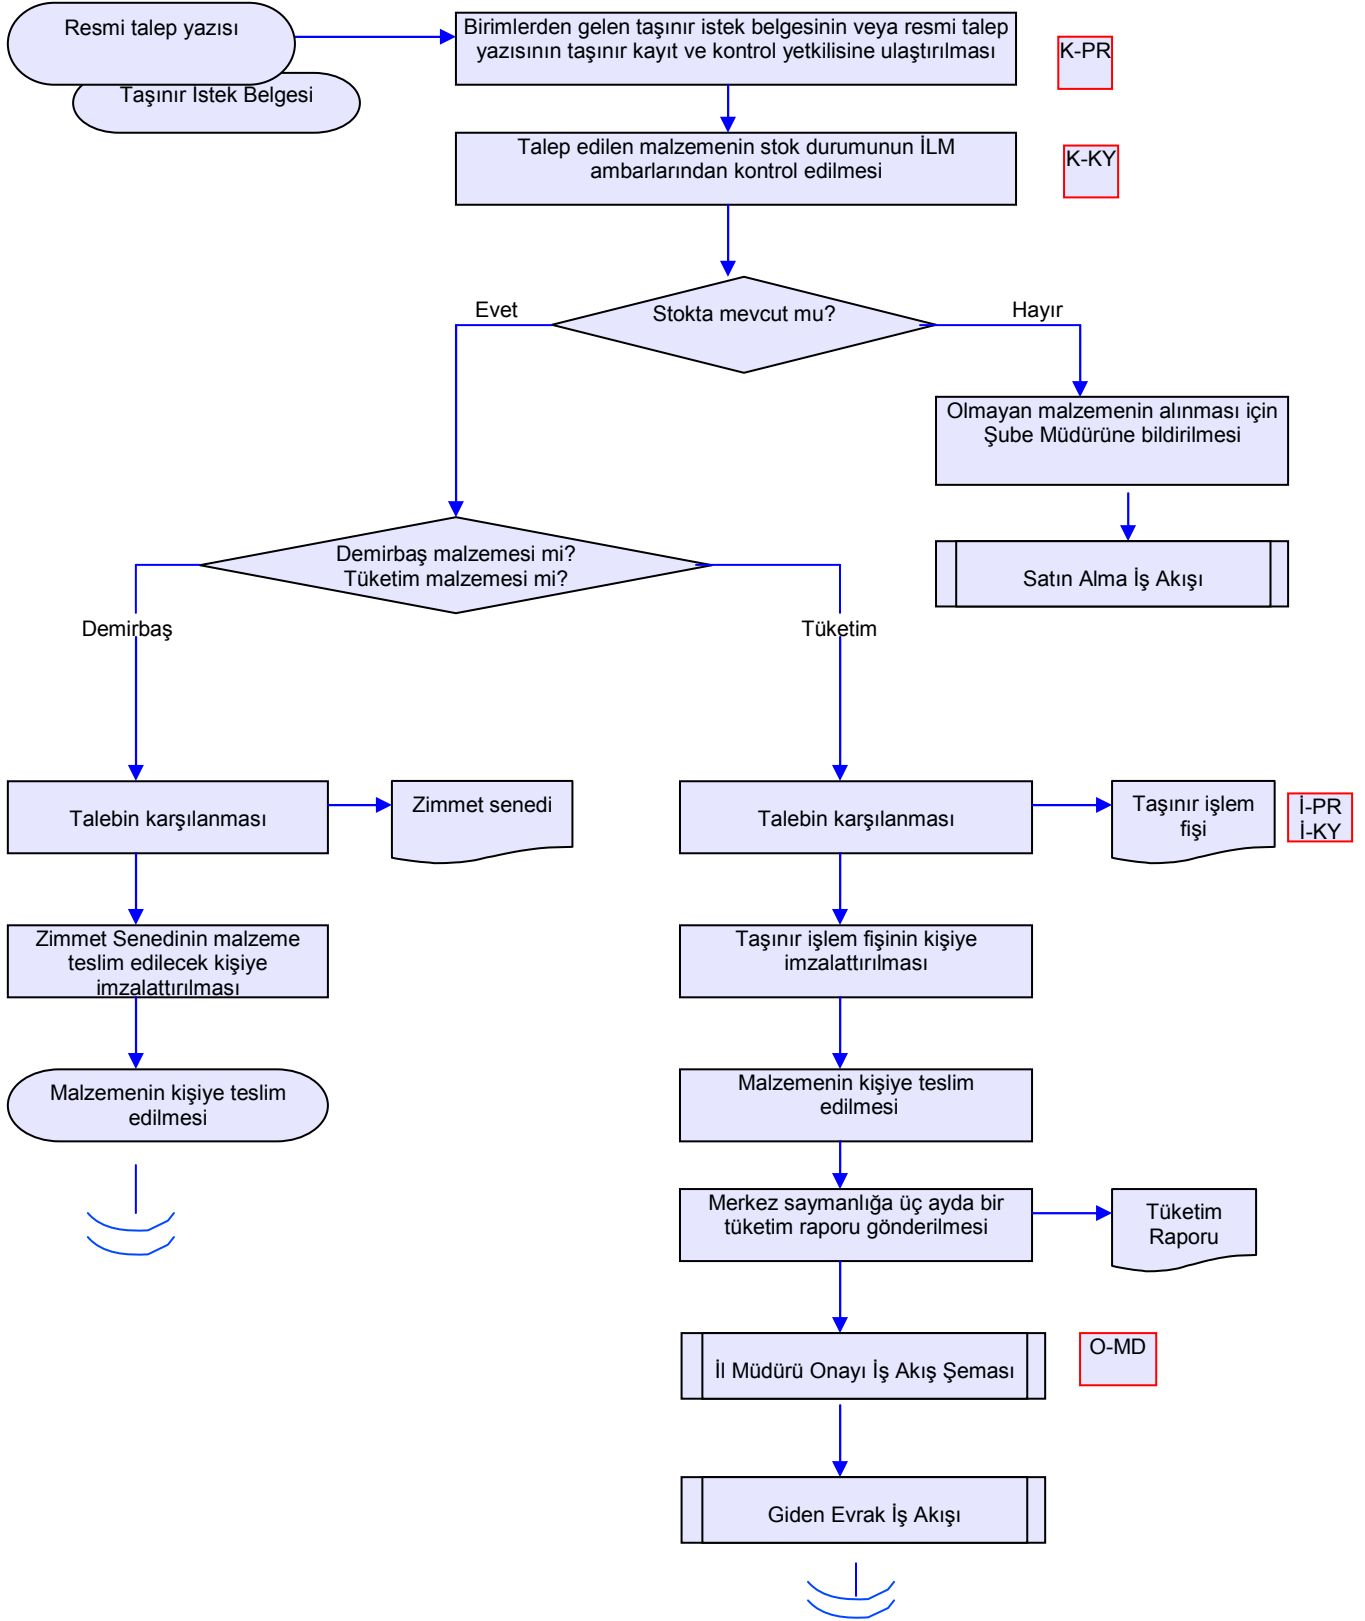 Resmi talep yazısı
Taşınır İstek Belgesi
Birimlerden gelen taşınır istek belgesinin veya resmi talep
yazısının taşınır kayıt ve kontrol yetkilisine ulaştırılması
K-PR
Talep edilen malzemenin stok durumunun İLM
ambarlarından kontrol edilmesi
K-KY
Stokta mevcut mu?
Evet
Hayır
Olmayan malzemenin alınması için
Şube Müdürüne bildirilmesi
Satın Alma İş Akışı
Demirbaş malzemesi mi?
Tüketim malzemesi mi?
Demirbaş
Tüketim
Talebin karşılanması
Zimmet senedi
Talebin karşılanması
Taşınır işlem
fişi
İ-PR
İ-KY
Zimmet Senedinin malzeme
teslim edilecek kişiye
imzalattırılması
Taşınır işlem fişinin kişiye
imzalattırılması
Malzemenin kişiye teslim
edilmesi
Malzemenin kişiye teslim
edilmesi
Merkez saymanlığa üç ayda bir
tüketim raporu gönderilmesi
Tüketim
Raporu
İl Müdürü Onayı İş Akış Şeması
O-MD
Giden Evrak İş Akışı